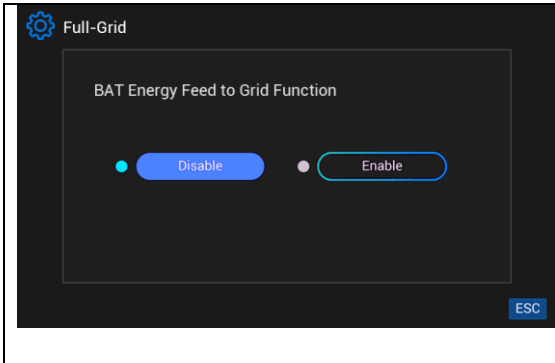 Full-Grid
BAT Energy Feed to Grid Function
Disable Enable
ESC